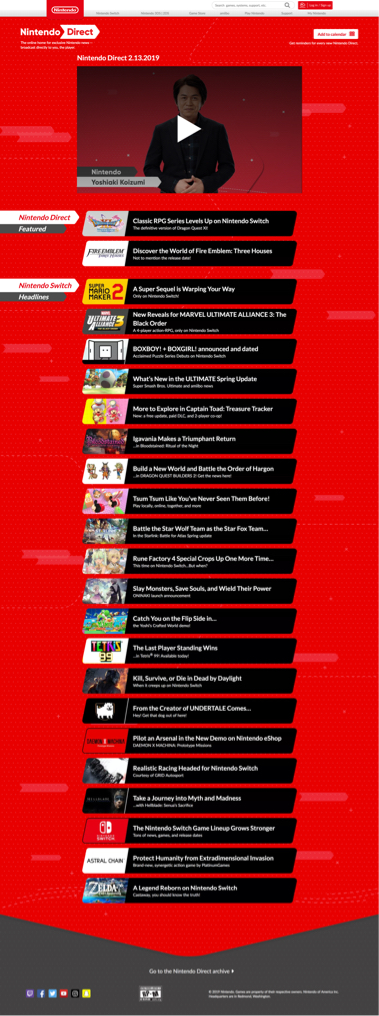 Nintendo
Search games, consoles, support, etc.
Log in / Sign up
Nintendo Switch
Nintendo 3DS | 2DS
Game Store
amiibo
Play Nintendo
Support
My Nintendo
Nintendo Direct
The online home for exclusive Nintendo news —
broadcast directly to you, the player.
Add to calendar
Get reminders for every new Nintendo Direct.
Nintendo Direct 2.13.2019
Nintendo
Yoshiaki Koizumi
Nintendo Direct
Featured
Classic RPG Series Levels Up on Nintendo Switch
The definitive version of Dragon Quest XI!
FIRE EMBLEM
THREE HOUSES
Discover the World of Fire Emblem: Three Houses
Not to mention the release date!
Nintendo Switch
Headlines
SUPER
MARIO
MAKER 2
A Super Sequel is Warping Your Way
Only on Nintendo Switch!
MARVEL
ULTIMATE
ALLIANCE 3
New Reveals for MARVEL ULTIMATE ALLIANCE 3: The
Black Order
A 4-player action-RPG, only on Nintendo Switch
BOXBOY! + BOXGIRL! announced and dated
Acclaimed Puzzle Series Debuts on Nintendo Switch
What's New in the ULTIMATE Spring Update
Super Smash Bros. Ultimate and amiibo news
More to Explore in Captain Toad: Treasure Tracker
Now: a free update, paid DLC, and 2-player co-op!
Bloodstained
Igavania Makes a Triumphant Return
...in Bloodstained: Ritual of the Night
Build a New World and Battle the Order of Hargon
...in DRAGON QUEST BUILDERS 2! Get the news here!
Tsum Tsum Like You've Never Seen Them Before!
Play locally, online, together, and more
Battle the Star Wolf Team as the Star Fox Team...
In the Starlink: Battle for Atlas Spring update
Rune Factory 4 Special Crops Up One More Time...
This time on Nintendo Switch...But when?
Slay Monsters, Save Souls, and Wield Their Power
ONINAKI launch announcement
Catch You on the Flip Side in...
the Yoshi's Crafted World demo!
TETRIS
99
The Last Player Standing Wins
...in Tetris® 99! Available today!
Kill, Survive, or Die in Dead by Daylight
When it creeps up on Nintendo Switch
From the Creator of UNDERTALE Comes...
Hey! Get that dog out of here!
DAEMON X MACHINA
Pilot an Arsenal in the New Demo on Nintendo eShop
DAEMON X MACHINA: Prototype Missions
Realistic Racing Headed for Nintendo Switch
Courtesy of GRID Autosport
HELLBLADE
Take a Journey into Myth and Madness
...with Hellblade: Senua's Sacrifice
NINTENDO
SWITCH
The Nintendo Switch Game Lineup Grows Stronger
Tons of news, games, and release dates
ASTRAL CHAIN
Protect Humanity from Extradimensional Invasion
Brand-new, synergetic action game by PlatinumGames
ZELDA
A Legend Reborn on Nintendo Switch
Castaway, you should know the truth!
Go to the Nintendo Direct archive
© 2019 Nintendo. Games are property of their respective owners. Nintendo of America Inc.
Headquarters are in Redmond, Washington